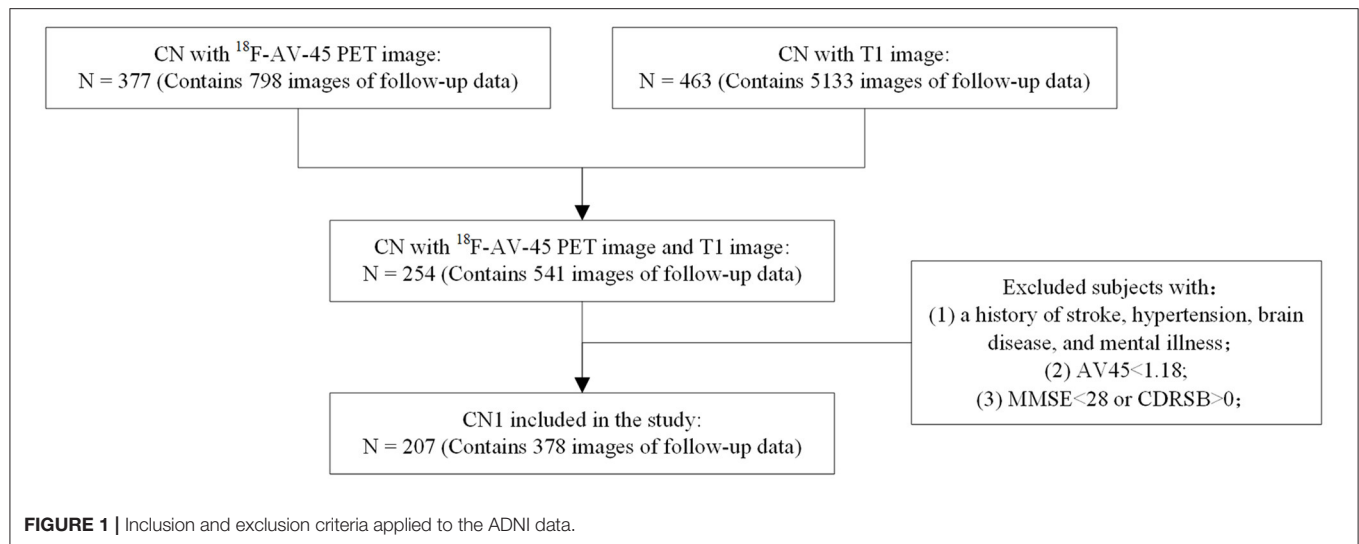 CN with ¹⁸F-AV-45 PET image:
N = 377 (Contains 798 images of follow-up data)
CN with T1 image:
N = 463 (Contains 5133 images of follow-up data)
CN with ¹⁸F-AV-45 PET image and T1 image:
N = 254 (Contains 541 images of follow-up data)
Excluded subjects with:
(1) a history of stroke, hypertension, brain
disease, and mental illness;
(2) AV45<1.18;
(3) MMSE<28 or CDRSB>0;
CN1 included in the study:
N = 207 (Contains 378 images of follow-up data)
FIGURE 1 | Inclusion and exclusion criteria applied to the ADNI data.